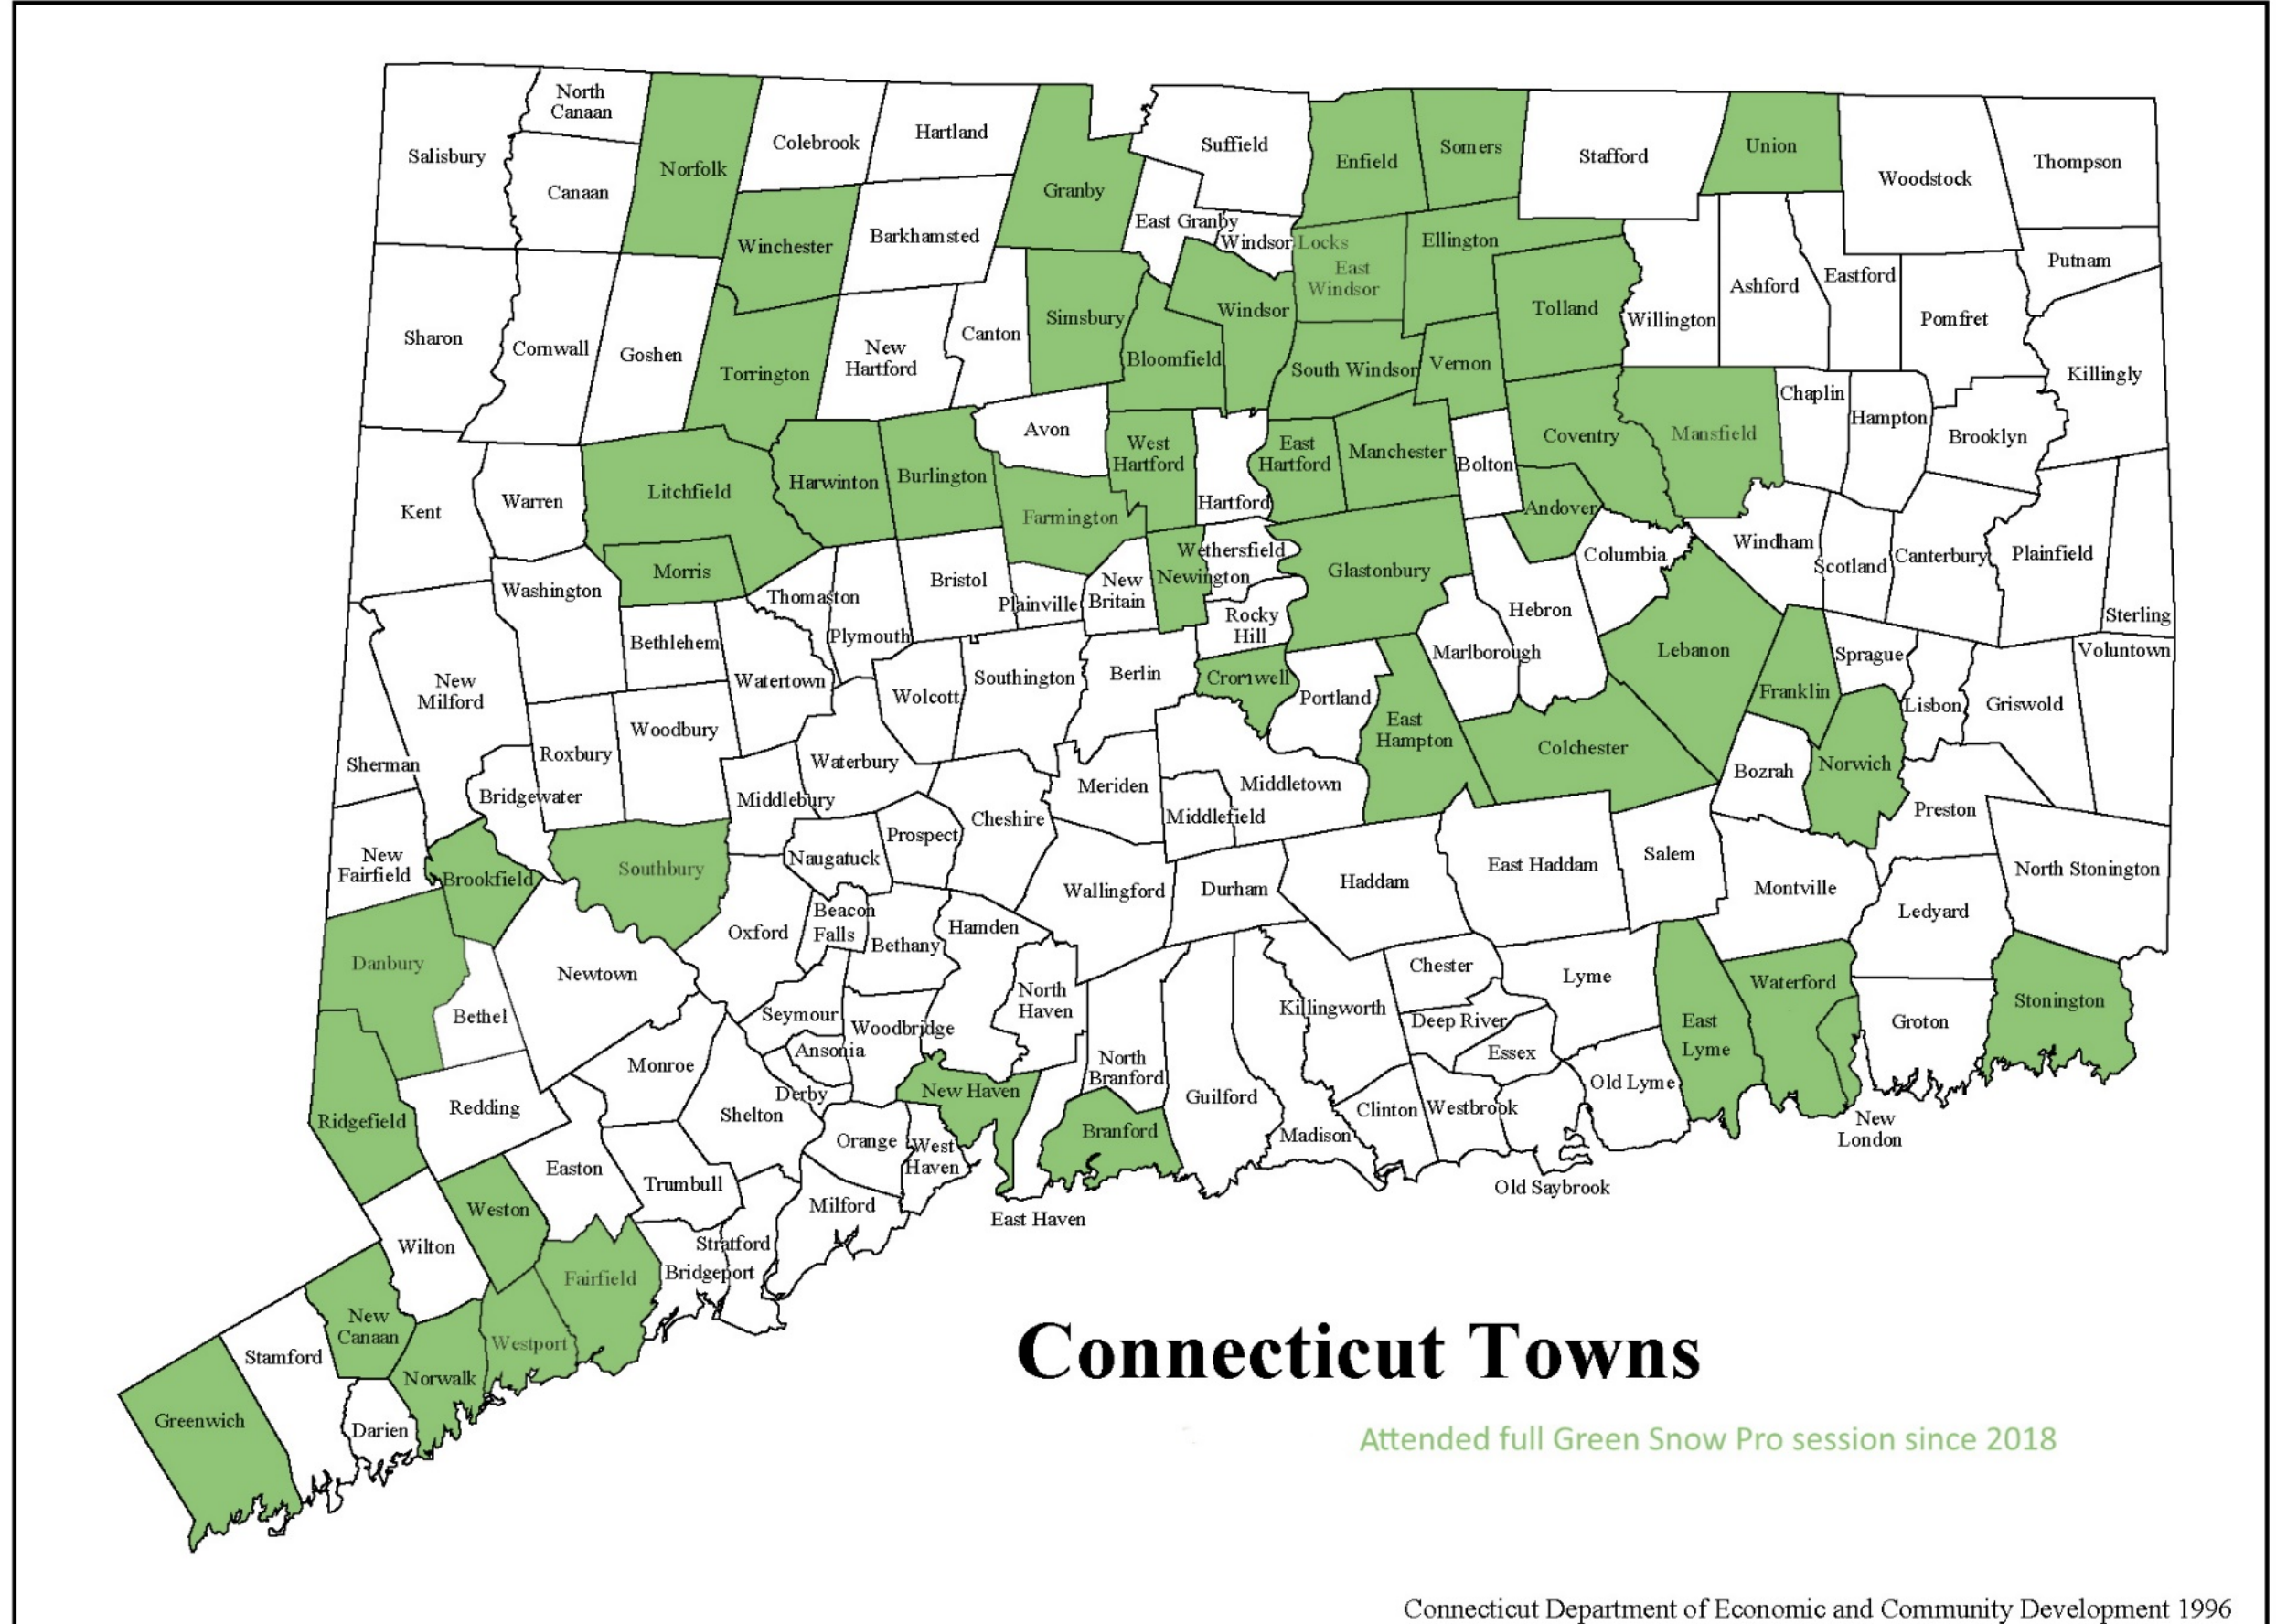 North
Canaan
Salisbury
Canaan
Norfolk
Colebrook
Hartland
Granby
Suffield
Enfield
Somers
Stafford
Union
Woodstock
Thompson
Winchester
Barkhamsted
East Granby
Windsor Locks
East
Windsor
Ellington
Tolland
Willington
Ashford
Eastford
Pomfret
Putnam
Killingly
Sharon
Cornwall
Goshen
Torrington
New
Hartford
Canton
Simsbury
Bloomfield
Windsor
South Windsor
Vernon
Coventry
Mansfield
Chaplin
Hampton
Brooklyn
Kent
Warren
Litchfield
Harwinton
Burlington
Avon
Farmington
West
Hartford
Hartford
East
Hartford
Manchester
Bolton
Andover
Columbia
Windham
Scotland
Canterbury
Plainfield
Sterling
Morris
Washington
Thomaston
Bristol
Plainville
New
Britain
Newington
Wethersfield
Rocky
Hill
Glastonbury
Hebron
Marlborough
Lebanon
Franklin
Sprague
Lisbon
Griswold
Voluntown
New
Milford
Bethlehem
Watertown
Plymouth
Wolcott
Southington
Berlin
Cromwell
Portland
East
Hampton
Colchester
Bozrah
Norwich
Preston
Sherman
Bridgewater
Roxbury
Woodbury
Middlebury
Waterbury
Cheshire
Meriden
Middlefield
Middletown
New
Fairfield
Brookfield
Southbury
Naugatuck
Prospect
Wallingford
Durham
Haddam
East Haddam
Salem
Montville
Ledyard
North Stonington
Danbury
Bethel
Newtown
Oxford
Beacon
Falls
Bethany
Hamden
North
Haven
Killingworth
Chester
Deep River
Essex
Lyme
East
Lyme
Waterford
Groton
Stonington
Ridgefield
Redding
Monroe
Seymour
Ansonia
Derby
Woodbridge
New Haven
North
Branford
Branford
Guilford
Madison
Clinton
Westbrook
Old Lyme
New
London
Old Saybrook
Shelton
Orange
West
Haven
East Haven
Easton
Trumbull
Milford
Weston
Wilton
Stratford
Bridgeport
Fairfield
New
Canaan
Norwalk
Westport
Stamford
Darien
Greenwich
Connecticut Towns
Attended full Green Snow Pro session since 2018
Connecticut Department of Economic and Community Development 1996